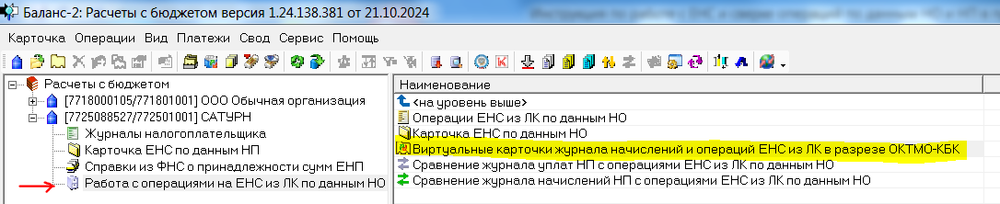 Баланс-2: Расчеты с бюджетом версия 1.24.138.381 от 21.10.2024
Карточка Операции Вид Платежи Свод Сервис Помощь
Расчеты с бюджетом
[7718000105/771801001] ООО Обычная организация
[7725088527/772501001] САТУРН
Журналы налогоплательщика
Карточка ЕНС по данным НП
Справки из ФНС о принадлежности сумм ЕНП
Работа с операциями на ЕНС из ЛК по данным НО
Наименование
<на уровень выше>
Операции ЕНС из ЛК по данным НО
Карточка ЕНС по данным НО
Виртуальные карточки журнала начислений и операций ЕНС из ЛК в разрезе ОКТМО-КБК
Сравнение журнала уплат НП с операциями ЕНС из ЛК по данным НО
Сравнение журнала начислений НП с операциями ЕНС из ЛК по данным НО